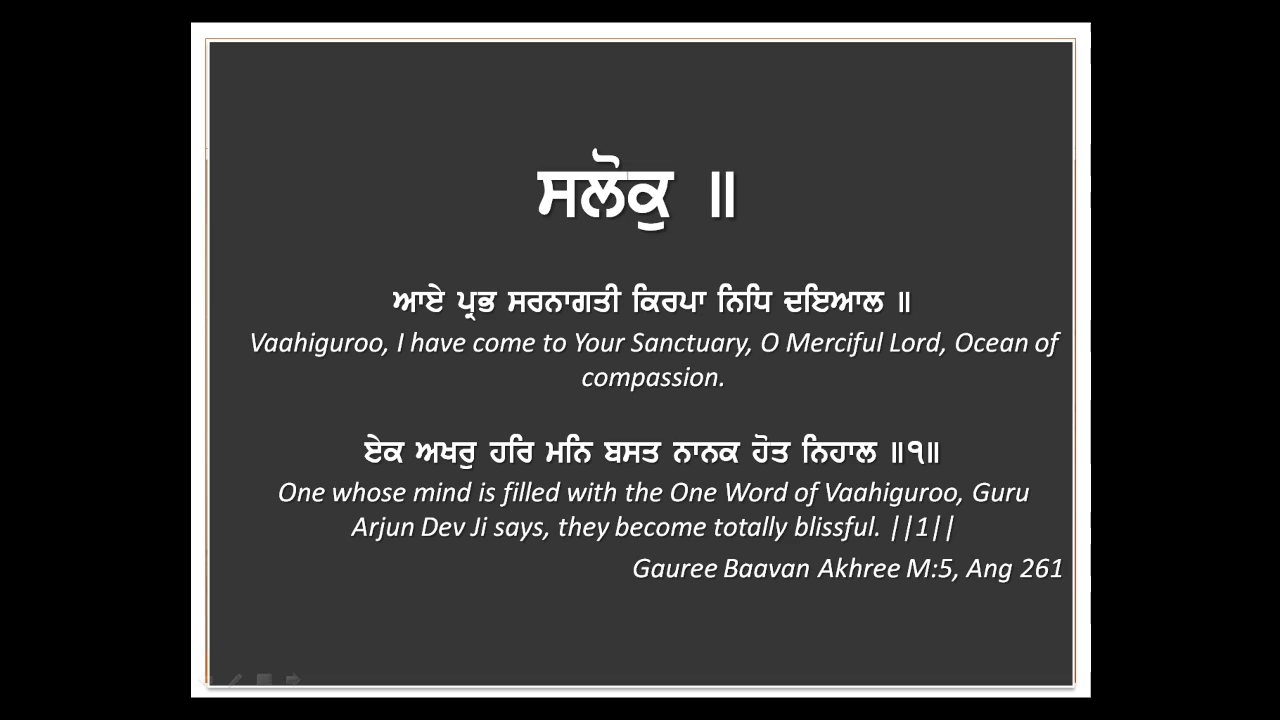 ਸਲੋਕੁ ॥
ਆਏ ਪ੍ਰਭ ਸਰਨਾਗਤੀ ਕਿਰਪਾ ਨਿਧਿ ਦਇਆਲ ॥
Vaahiguroo, I have come to Your Sanctuary, O Merciful Lord, Ocean of
compassion.
ਏਕ ਅਖਰੁ ਹਰਿ ਮਨਿ ਬਸਤ ਨਾਨਕ ਹੋਤ ਨਿਹਾਲ ॥੧॥
One whose mind is filled with the One Word of Vaahiguroo, Guru
Arjun Dev Ji says, they become totally blissful. ||1||
Gauree Baavan Akhree M:5, Ang 261